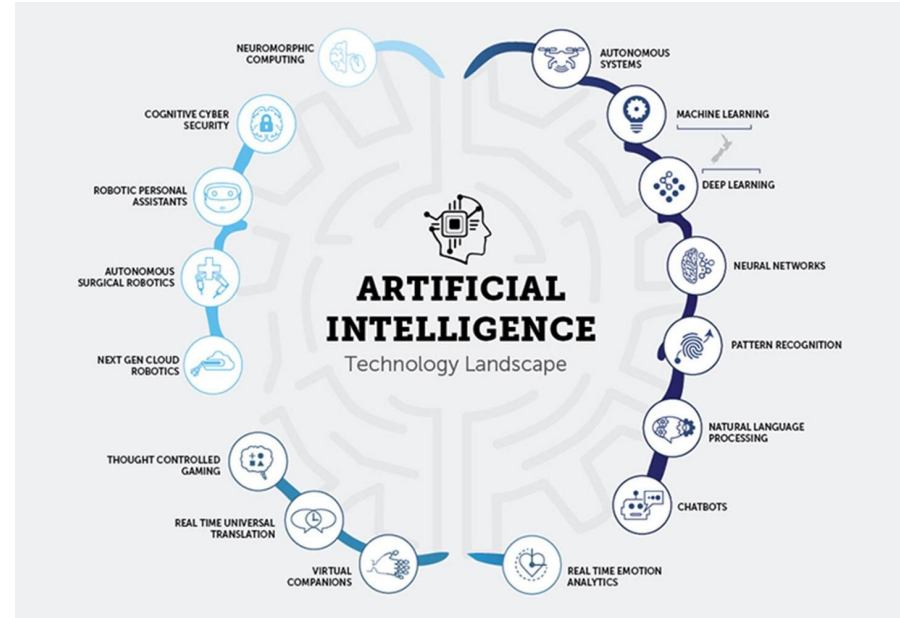 ARTIFICIAL
INTELLIGENCE
Technology Landscape
NEUROMORPHIC
COMPUTING
COGNITIVE CYBER
SECURITY
ROBOTIC PERSONAL
ASSISTANTS
AUTONOMOUS
SURGICAL ROBOTICS
NEXT GEN CLOUD
ROBOTICS
THOUGHT CONTROLLED
GAMING
REAL TIME UNIVERSAL
TRANSLATION
VIRTUAL
COMPANIONS
AUTONOMOUS
SYSTEMS
MACHINE LEARNING
DEEP LEARNING
NEURAL NETWORKS
PATTERN RECOGNITION
NATURAL LANGUAGE
PROCESSING
CHATBOTS
REAL TIME EMOTION
ANALYTICS